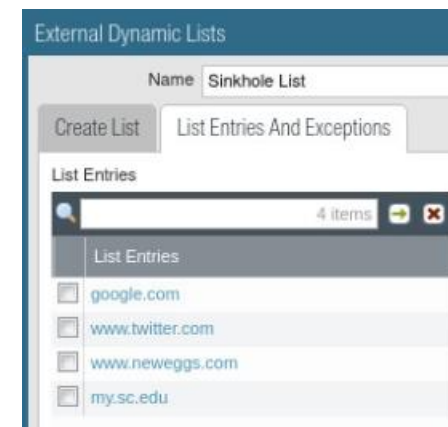 External Dynamic Lists
Name Sinkhole List
Create List List Entries And Exceptions
List Entries
4 items
List Entries
google.com
www.twitter.com
www.neweggs.com
my.sc.edu